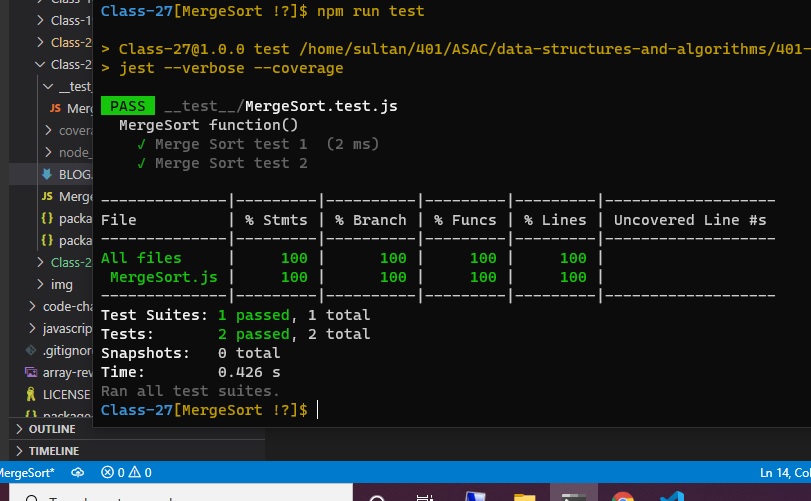 Class-1
Class-1
Class-2
Class-2
__test_
JS Merg
covera
node_
BLOG.
JS Merge
{} packa
{} packa
Class-2
img
code-cha
javascrip
.gitignor
array-rev
LICENSE
{} package
OUTLINE
TIMELINE
Class-27[MergeSort !?]$ npm run test
> Class-27@1.0.0 test /home/sultan/401/ASAC/data-structures-and-algorithms/401-
> jest --verbose --coverage
PASS __test__/MergeSort.test.js
MergeSort function()
√ Merge Sort test 1 (2 ms)
√ Merge Sort test 2
--------------|---------|----------|---------|---------|-------------------
File | % Stmts | % Branch | % Funcs | % Lines | Uncovered Line #s
--------------|---------|----------|---------|---------|-------------------
All files | 100 | 100 | 100 | 100 |
MergeSort.js | 100 | 100 | 100 | 100 |
--------------|---------|----------|---------|---------|-------------------
Test Suites: 1 passed, 1 total
Tests: 2 passed, 2 total
Snapshots: 0 total
Time: 0.426 s
Ran all test suites.
Class-27[MergeSort !?]$
MergeSort* 0 0 Ln 14, Col